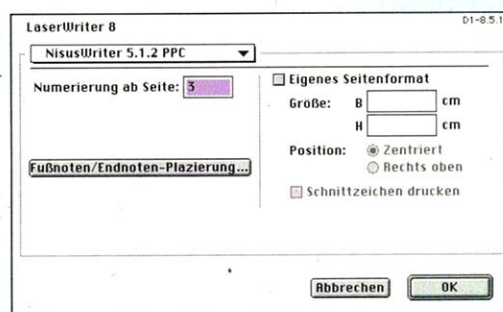 LaserWriter 8
D1-8.5.1
NisusWriter 5.1.2 PPC
Numerierung ab Seite: 3
Eigenes Seitenformat
Größe: B cm
H cm
Position: Zentriert
Rechts oben
Fußnoten/Endnoten-Plazierung...
Schnittzeichen drucken
Abbrechen OK